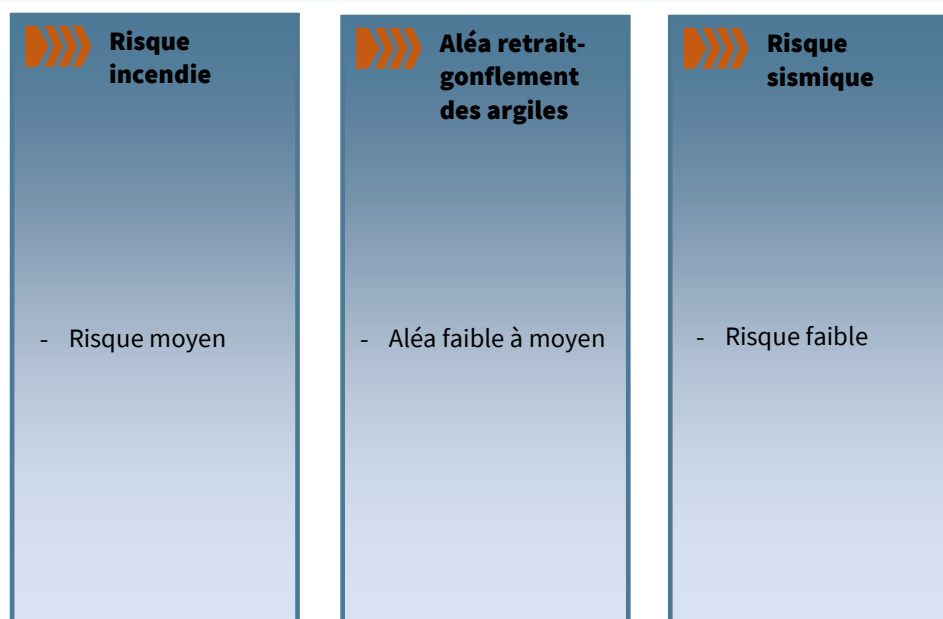 Risque
incendie
- Risque moyen
Aléa retrait-
gonflement
des argiles
- Aléa faible à moyen
Risque
sismique
- Risque faible